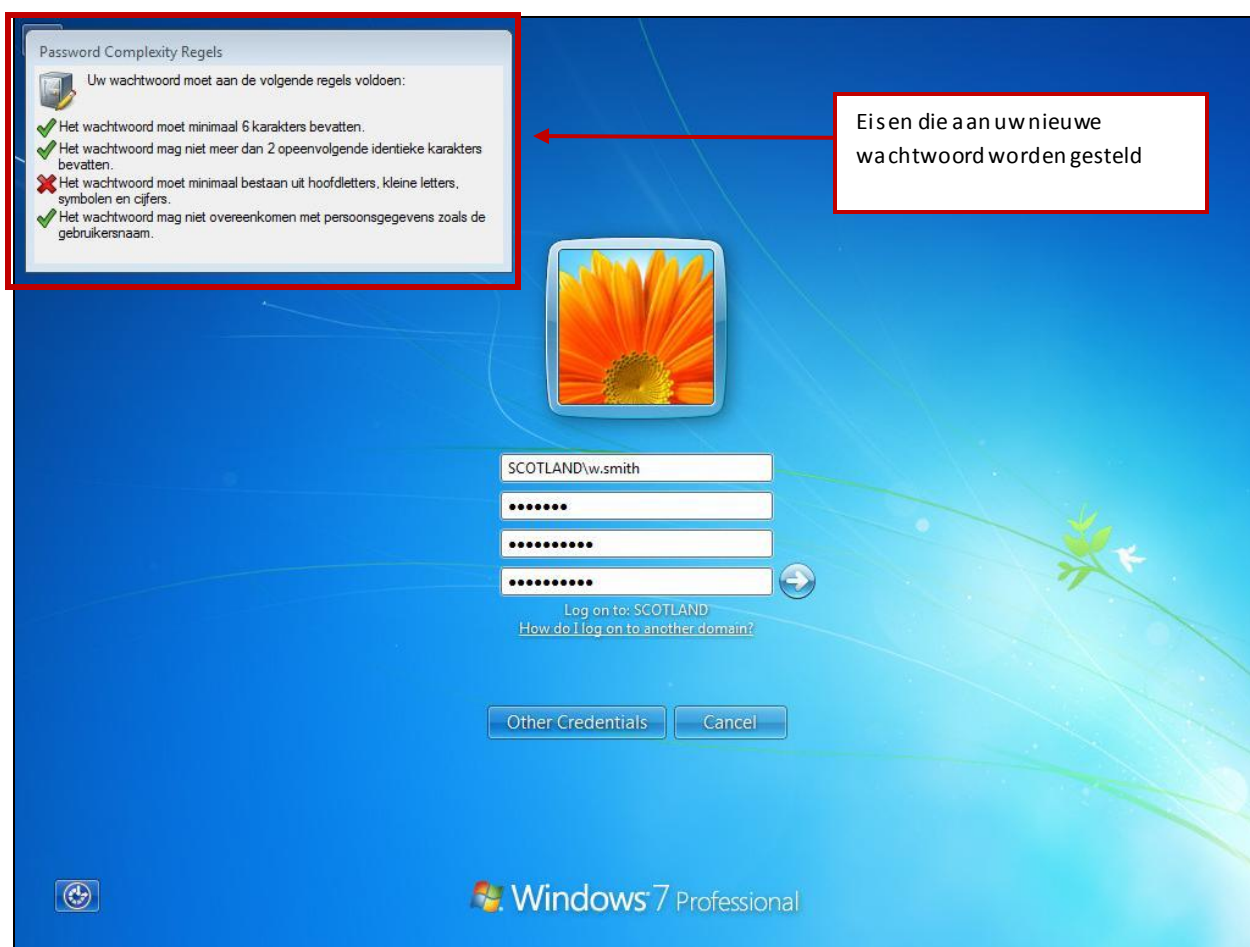 Password Complexity Regels
Uw wachtwoord moet aan de volgende regels voldoen:
Het wachtwoord moet minimaal 6 karakters bevatten.
Het wachtwoord mag niet meer dan 2 opeenvolgende identieke karakters
bevatten.
Het wachtwoord moet minimaal bestaan uit hoofdletters, kleine letters,
symbolen en cijfers.
Het wachtwoord mag niet overeenkomen met persoonsgegevens zoals de
gebruikersnaam.
Eisen die aan uw nieuwe
wachtwoord worden gesteld
SCOTLAND\w.smith
•••••••
••••••••••
••••••••••
Log on to: SCOTLAND
How do I log on to another domain?
Other Credentials
Cancel
Windows 7 Professional